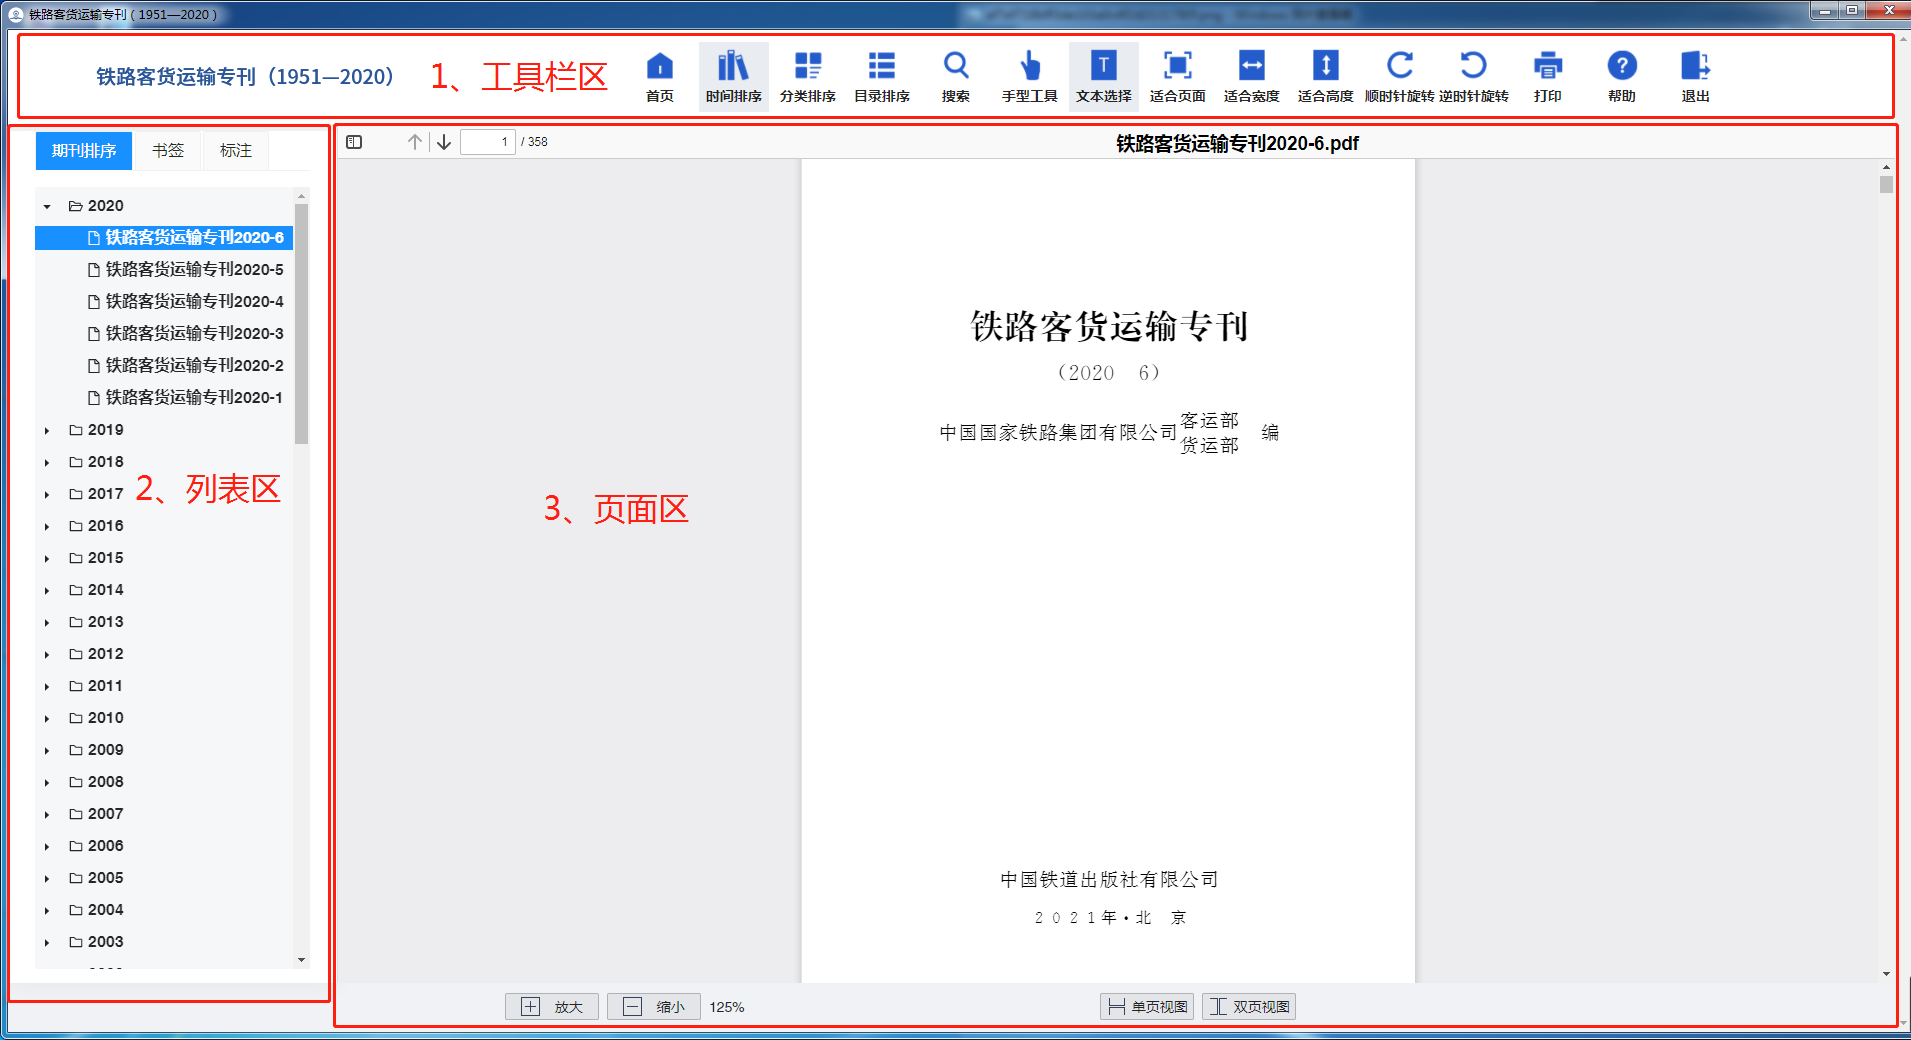 铁路客货运输专刊（1951—2020）
铁路客货运输专刊（1951—2020）
1、工具栏区
首页
时间排序
分类排序
目录排序
搜索
手型工具
文本选择
适合页面
适合宽度
适合高度
顺时针旋转
逆时针旋转
打印
帮助
退出
期刊排序
书签
标注
2020
铁路客货运输专刊2020-6
铁路客货运输专刊2020-5
铁路客货运输专刊2020-4
铁路客货运输专刊2020-3
铁路客货运输专刊2020-2
铁路客货运输专刊2020-1
2019
2018
2017
2、列表区
2016
2015
2014
2013
2012
2011
2010
2009
2008
2007
2006
2005
2004
2003
1 / 358
铁路客货运输专刊2020-6.pdf
3、页面区
铁路客货运输专刊
（2020 6）
中国国家铁路集团有限公司客运部货运部 编
中国铁道出版社有限公司
2021年·北 京
放大
缩小
125%
单页视图
双页视图